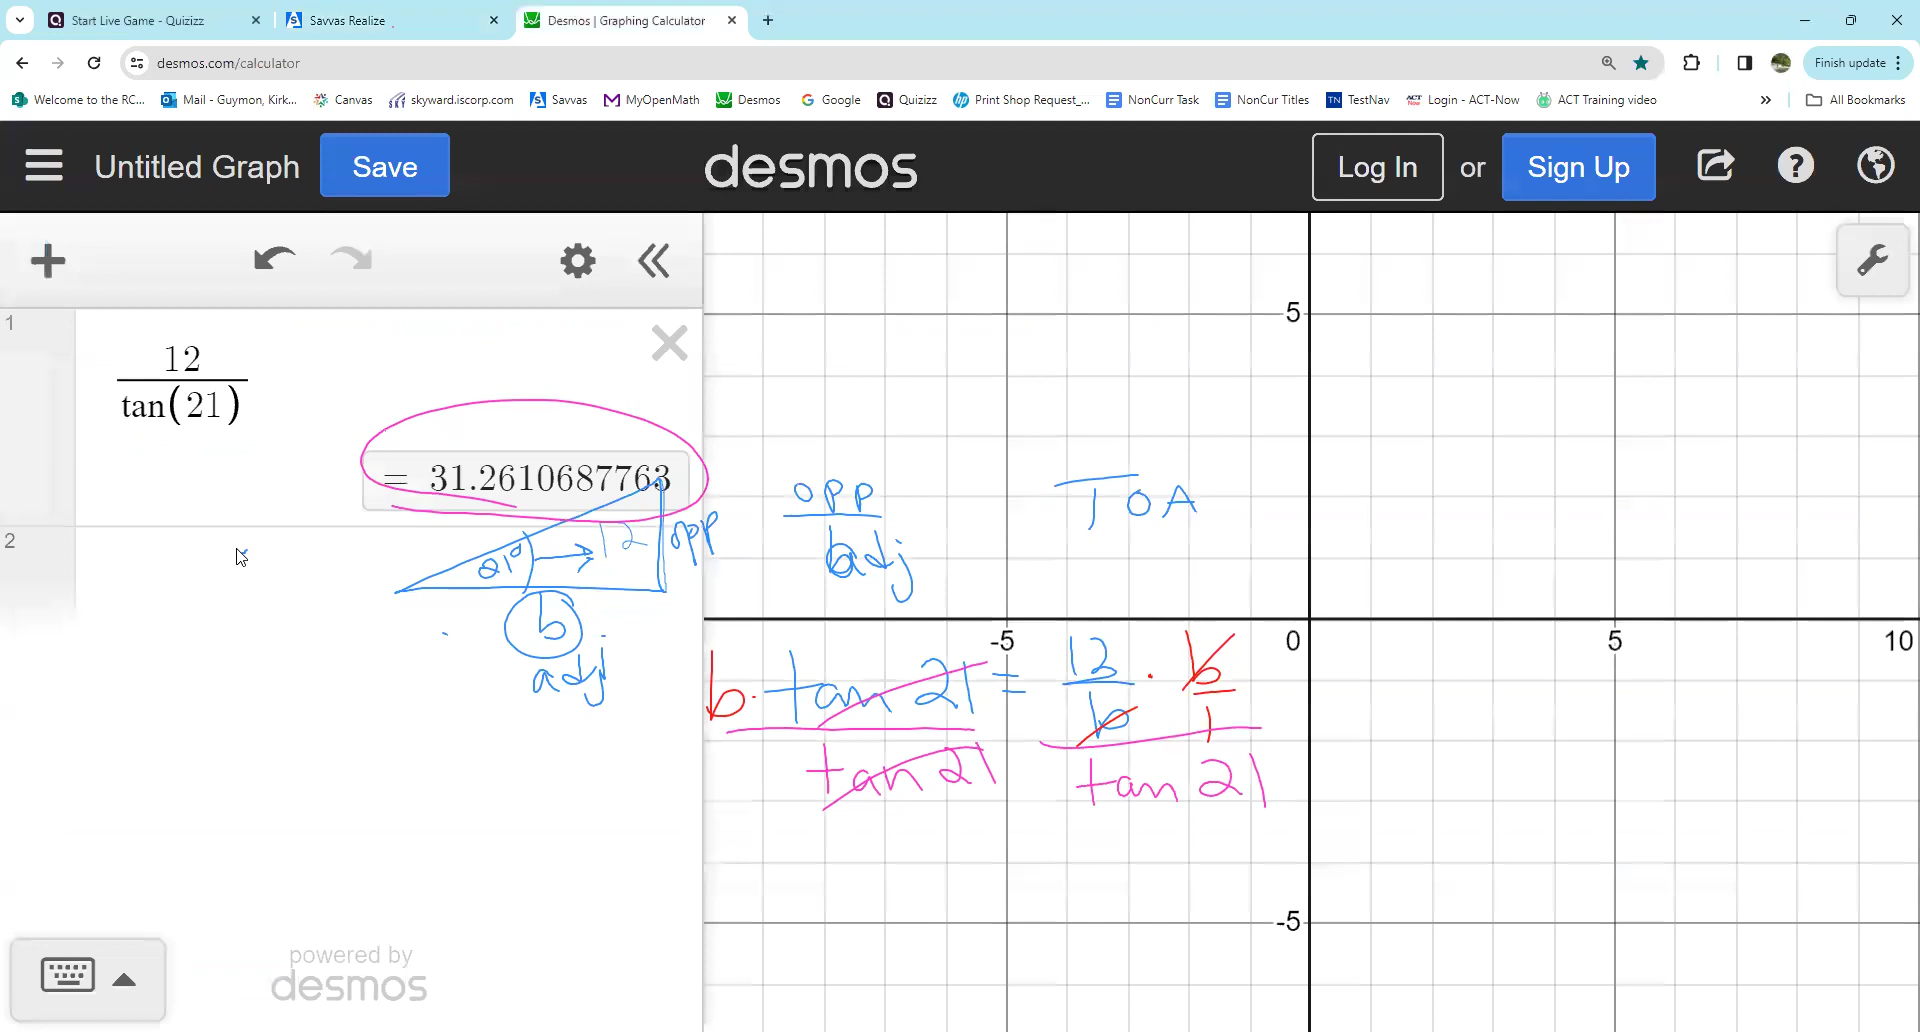 Start Live Game - Quizizz
Savvas Realize
Desmos | Graphing Calculator
desmos.com/calculator
Finish update
Welcome to the RC...
Mail - Guymon, Kirk...
Canvas
skyward.iscorp.com
Savvas
MyOpenMath
Desmos
Google
Quizizz
Print Shop Request_...
NonCurr Task
NonCur Titles
TestNav
Login - ACT-Now
ACT Training video
All Bookmarks
Untitled Graph
Save
desmos
Log In
or
Sign Up
1
12
tan(21)
= 31.2610687763
2
21°
12
opp
b
adj
opp
adj
TOA
5
-5
0
5
10
-5
b · tan 21 = 12/b · b/1
tan 21
tan 21
powered by
desmos